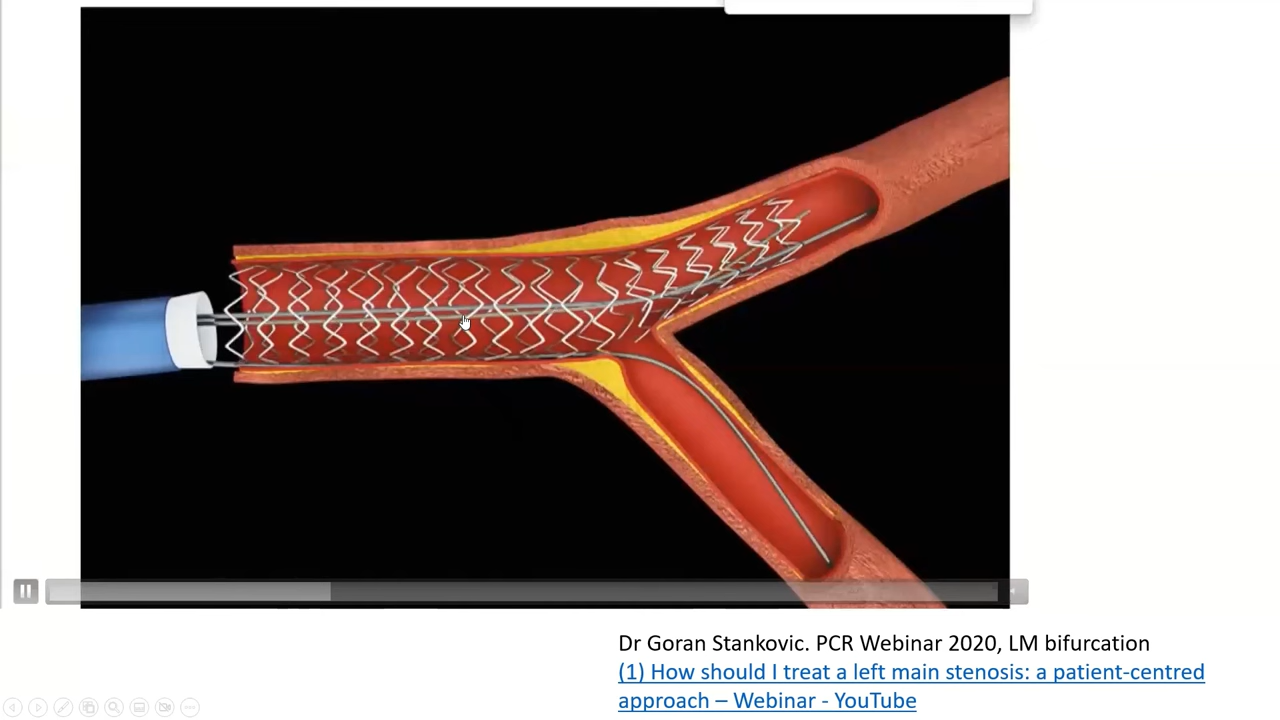 Dr Goran Stankovic. PCR Webinar 2020, LM bifurcation
(1) How should I treat a left main stenosis: a patient-centred
approach – Webinar - YouTube